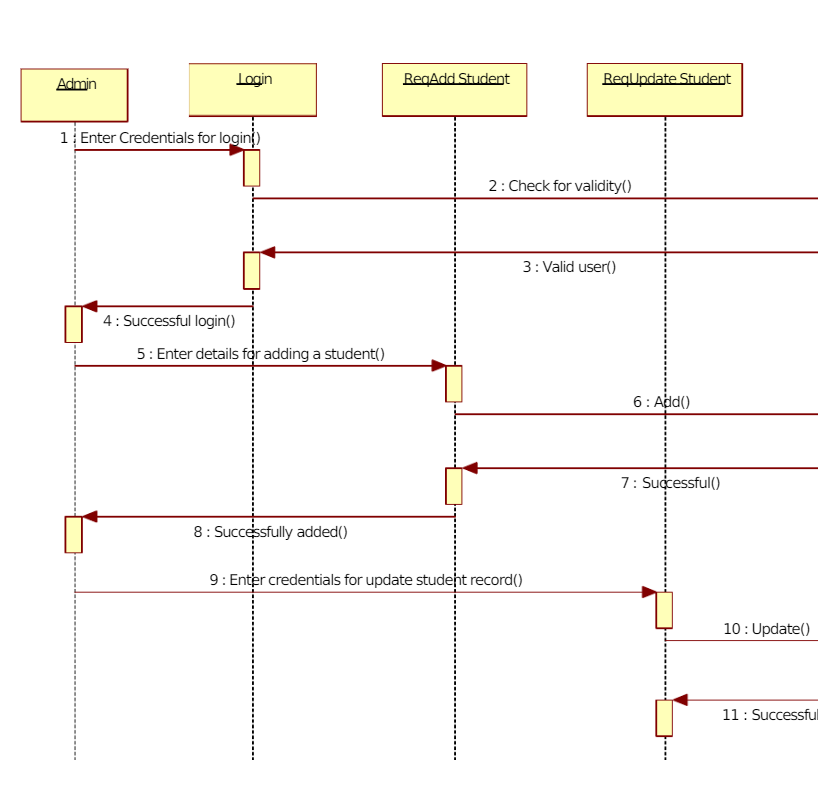 Admin
Login
ReqAdd Student
ReqUpdate Student
1 : Enter Credentials for login()
2 : Check for validity()
3 : Valid user()
4 : Successful login()
5 : Enter details for adding a student()
6 : Add()
7 : Successful()
8 : Successfully added()
9 : Enter credentials for update student record()
10 : Update()
11 : Successful